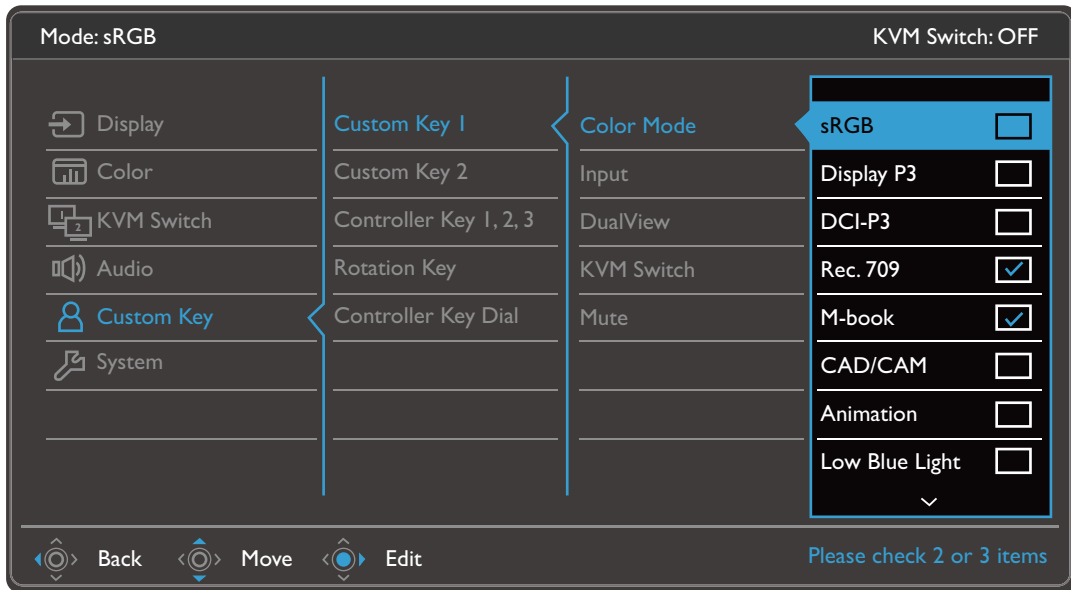 Mode: sRGB
KVM Switch: OFF
Display
Color
1
2
KVM Switch
Audio
Custom Key
System
Custom Key 1
Custom Key 2
Controller Key 1, 2, 3
Rotation Key
Controller Key Dial
Color Mode
Input
DualView
KVM Switch
Mute
sRGB
Display P3
DCI-P3
Rec. 709
M-book
CAD/CAM
Animation
Low Blue Light
Back
Move
Edit
Please check 2 or 3 items